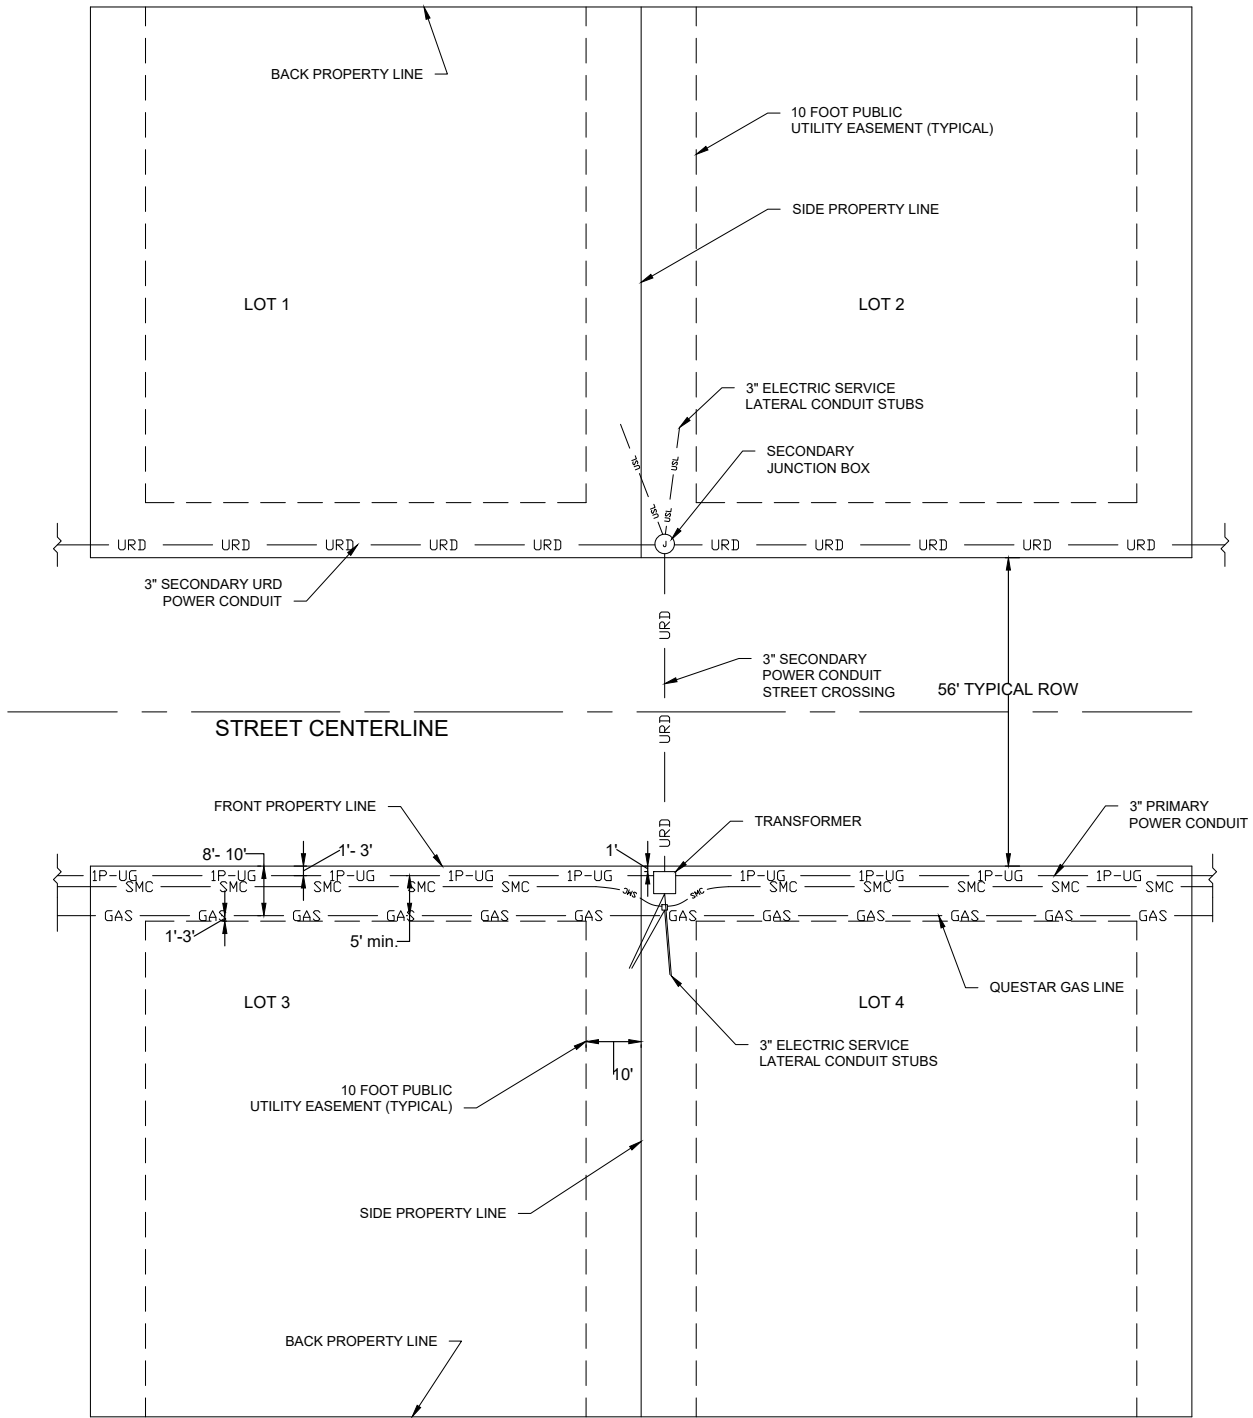 BACK PROPERTY LINE
10 FOOT PUBLIC
UTILITY EASEMENT (TYPICAL)
SIDE PROPERTY LINE
LOT 1
LOT 2
3" ELECTRIC SERVICE
LATERAL CONDUIT STUBS
SECONDARY
JUNCTION BOX
USL USL
USL USL
URD URD URD URD URD J URD URD URD URD URD
3" SECONDARY URD
POWER CONDUIT
URD
3" SECONDARY
POWER CONDUIT
STREET CROSSING
56' TYPICAL ROW
STREET CENTERLINE
URD
FRONT PROPERTY LINE
3" PRIMARY
POWER CONDUIT
TRANSFORMER
URD
8'- 10'
1'- 3'
1'
1P-UG 1P-UG 1P-UG 1P-UG 1P-UG 1P-UG 1P-UG 1P-UG 1P-UG
SMC SMC SMC SMC SMC SMC SMC SMC SMC SMC SMC
GAS GAS GAS GAS GAS GAS GAS GAS GAS GAS GAS
1'-3'
5' min.
QUESTAR GAS LINE
LOT 3
LOT 4
3" ELECTRIC SERVICE
LATERAL CONDUIT STUBS
10'
10 FOOT PUBLIC
UTILITY EASEMENT (TYPICAL)
SIDE PROPERTY LINE
BACK PROPERTY LINE